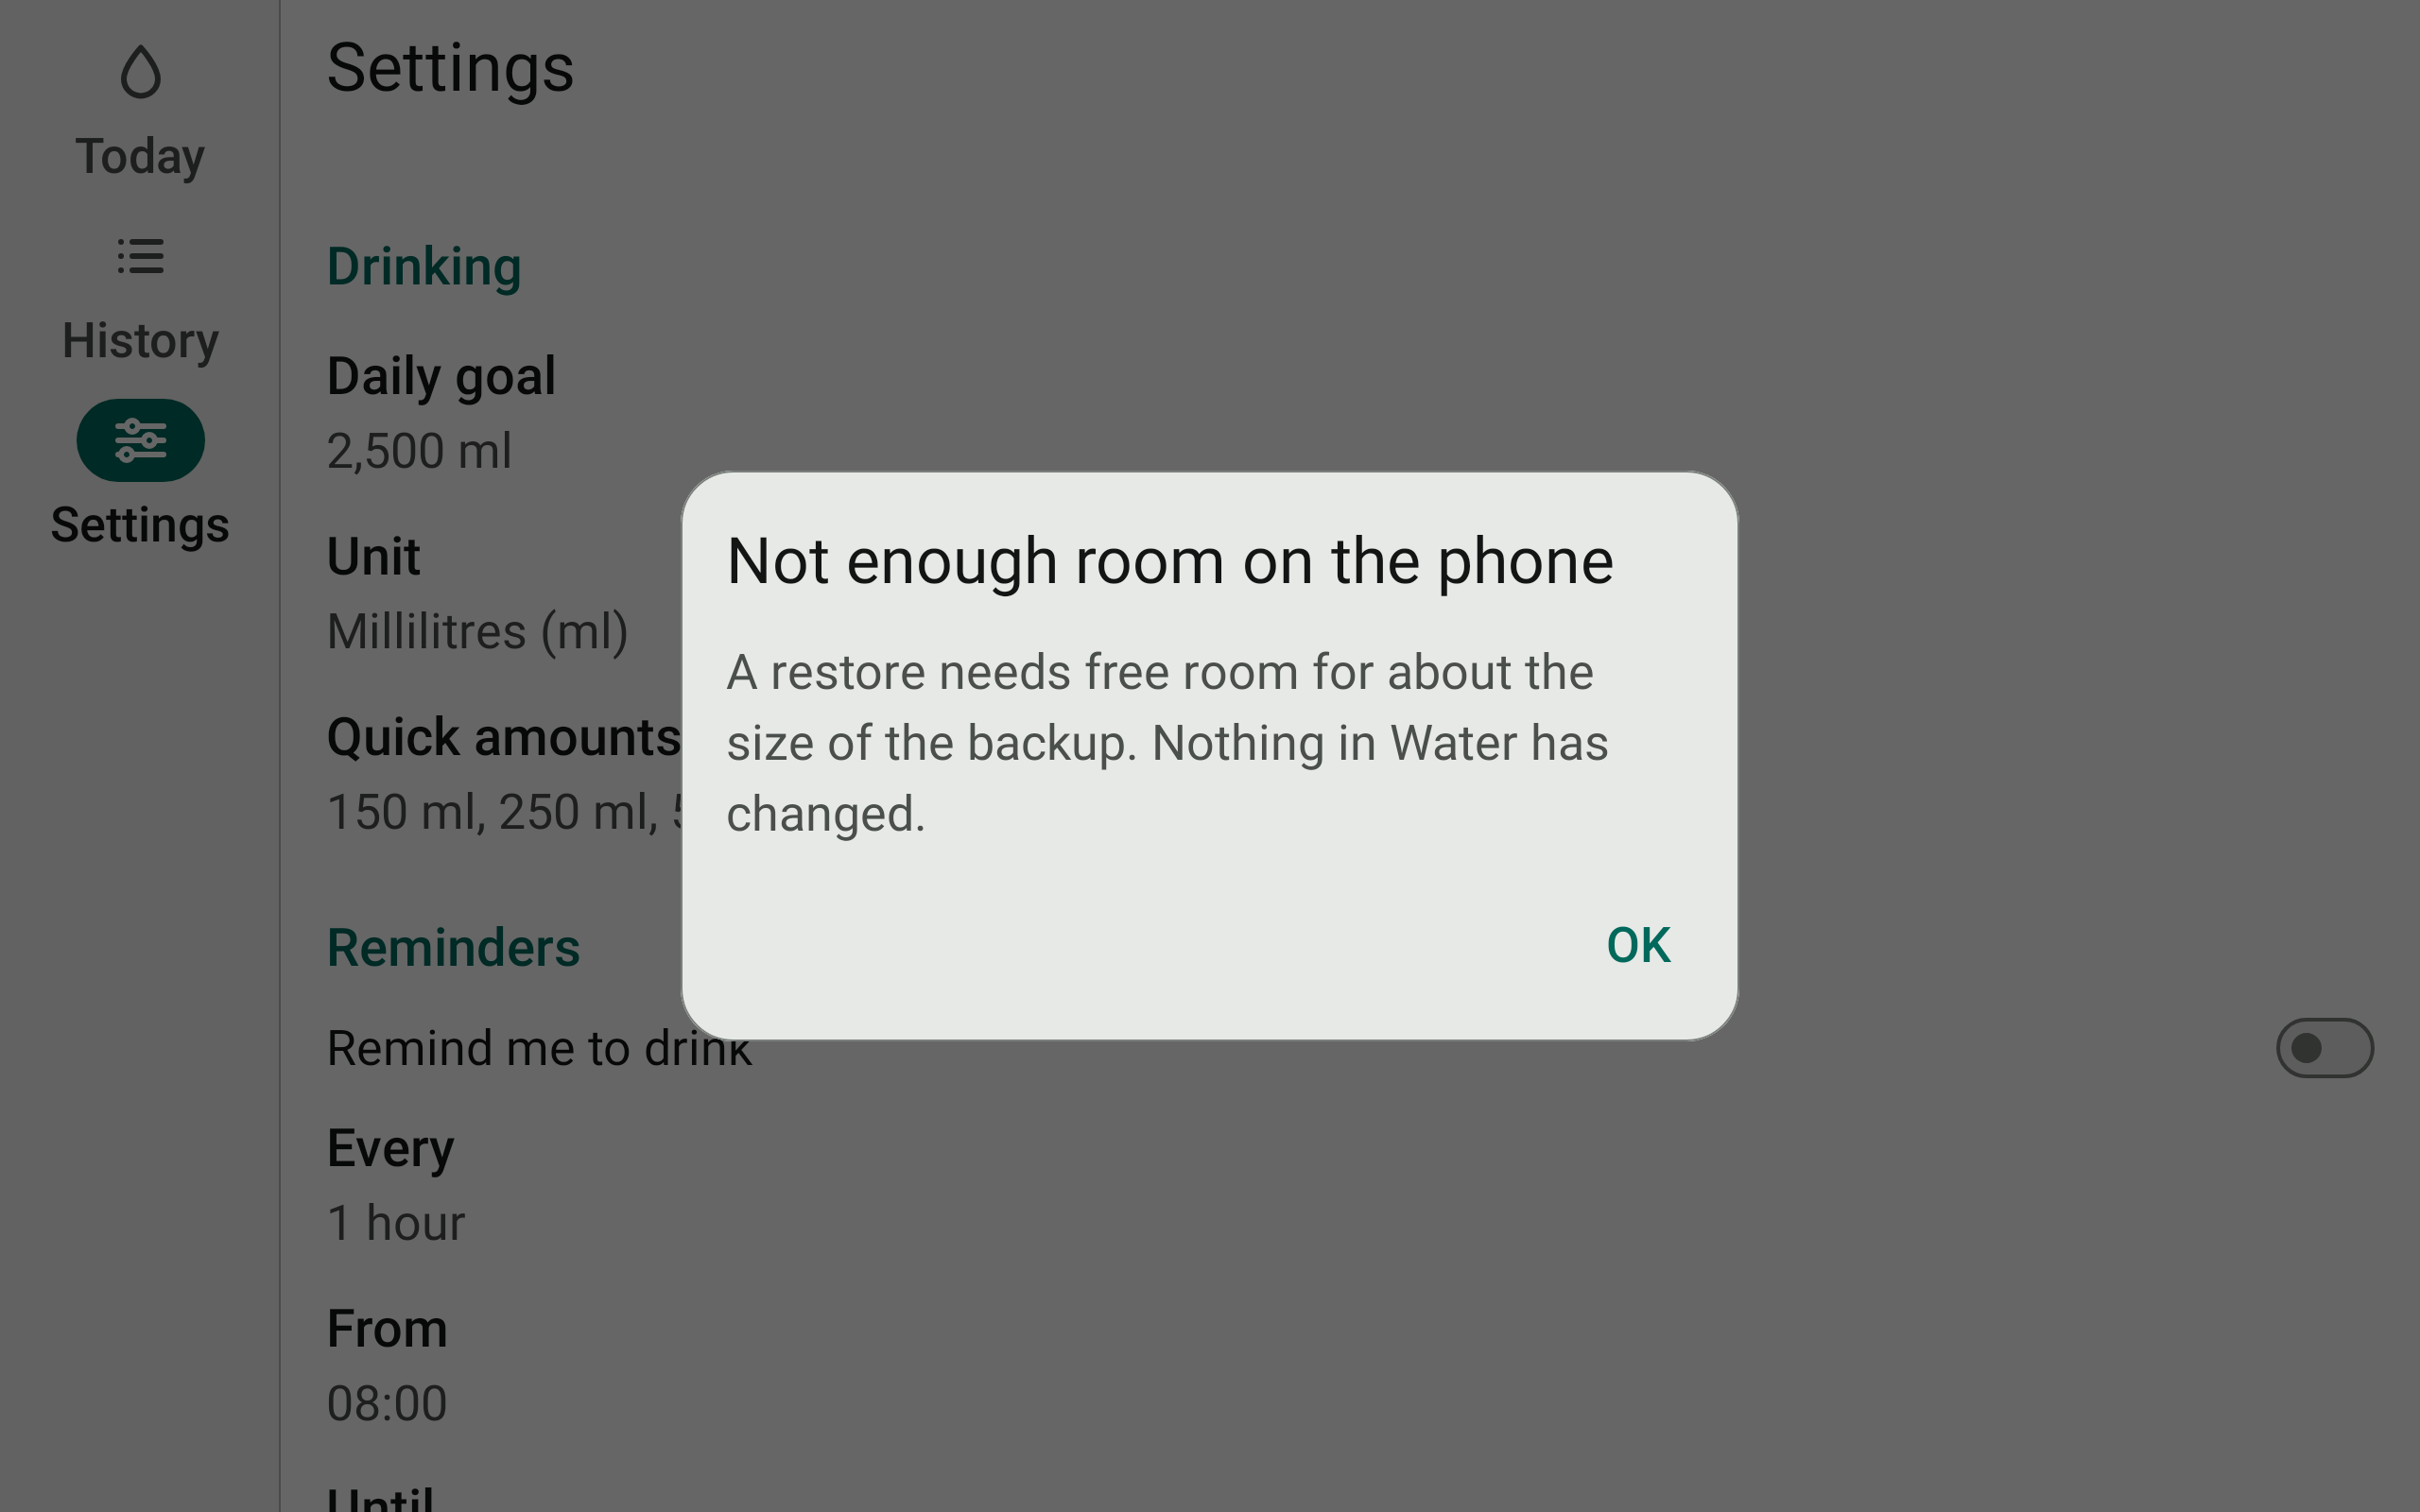 Settings
Today
History
Settings
Drinking
Daily goal
2,500 ml
Unit
Millilitres (ml)
Quick amounts
150 ml, 250 ml,
Reminders
Remind me to drink
Every
1 hour
From
08:00
Until
Not enough room on the phone
A restore needs free room for about the
size of the backup. Nothing in Water has
changed.
OK